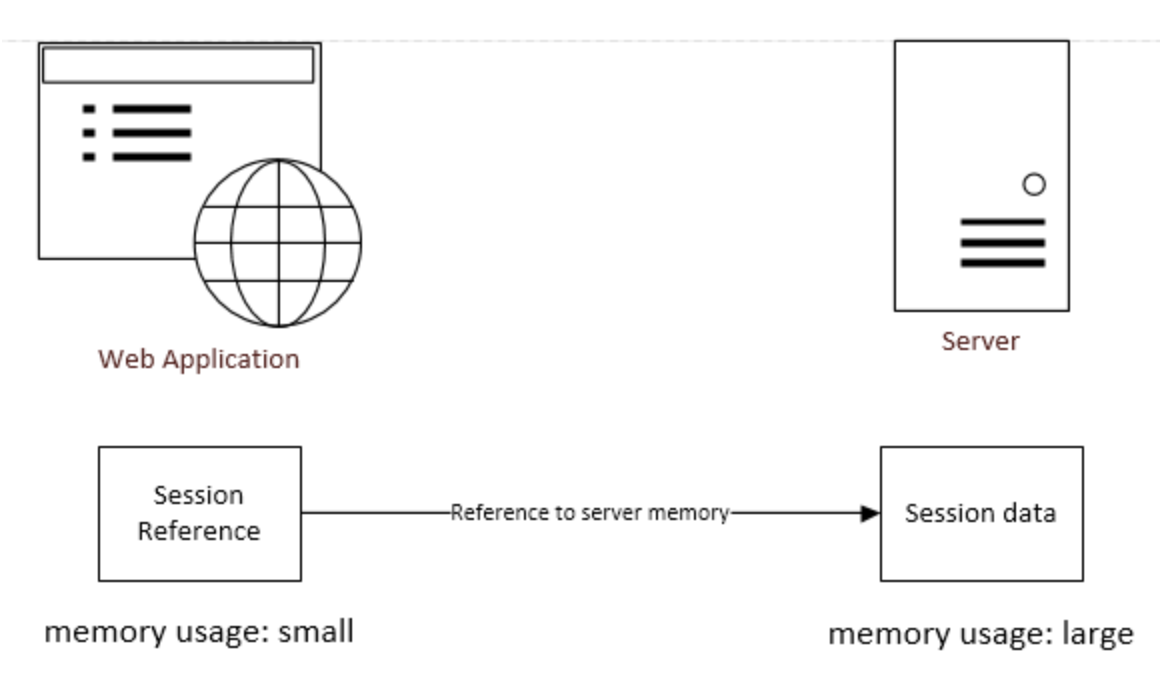 Web Application
Server
Session
Reference
Reference to server memory
Session data
memory usage: small
memory usage: large